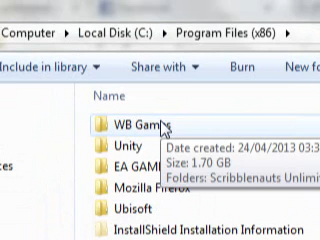 Computer ▸ Local Disk (C:) ▸ Program Files (x86) ▸
Include in library Share with Burn New fo
Name
WB Games
Unity
Date created: 24/04/2013 03:3
EA GAM
Size: 1.70 GB
Mozilla Firefox
Folders: Scribblenauts Unlimi
Ubisoft
InstallShield Installation Information